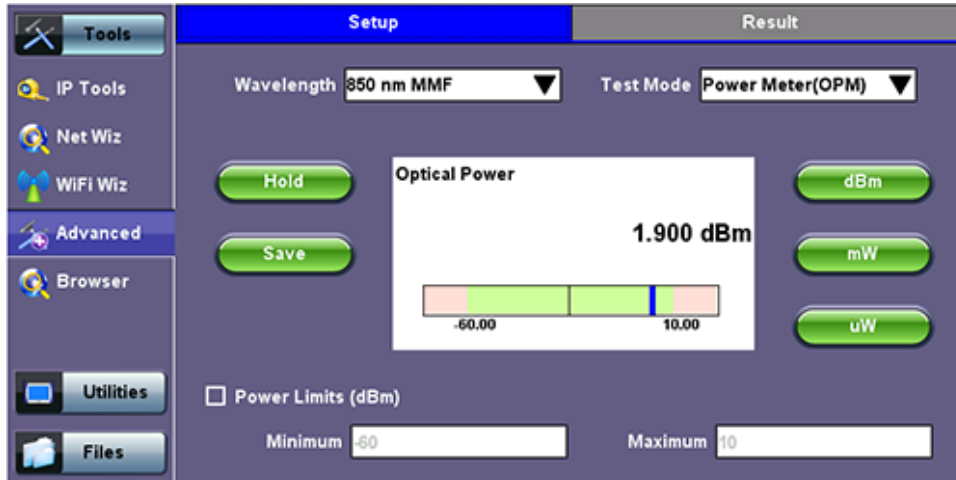 Tools
Setup
Result
IP Tools
Wavelength 850 nm MMF
Test Mode Power Meter(OPM)
Net Wiz
WiFi Wiz
Hold
Optical Power
dBm
Advanced
Save
1.900 dBm
mW
Browser
-60.00
10.00
uW
Utilities
Power Limits (dBm)
Files
Minimum -60
Maximum 10